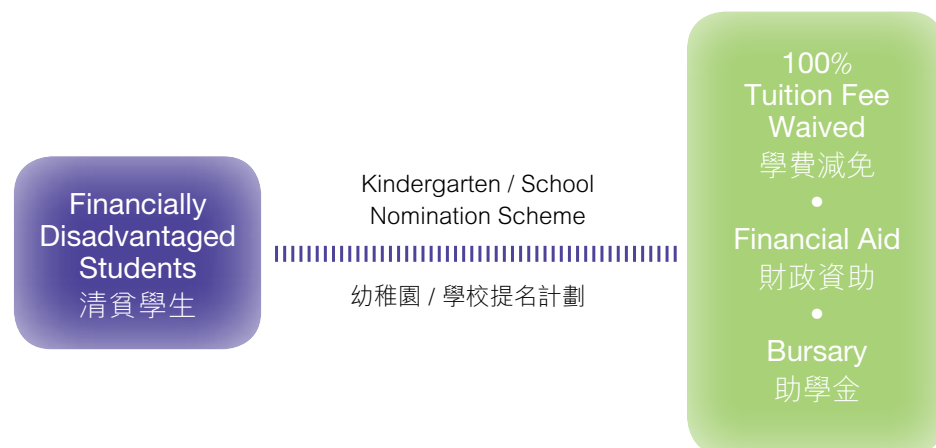 Financially
Disadvantaged
Students
清貧學生
Kindergarten / School
Nomination Scheme
幼稚園 / 學校提名計劃
100%
Tuition Fee
Waived
學費減免
•
Financial Aid
財政資助
•
Bursary
助學金